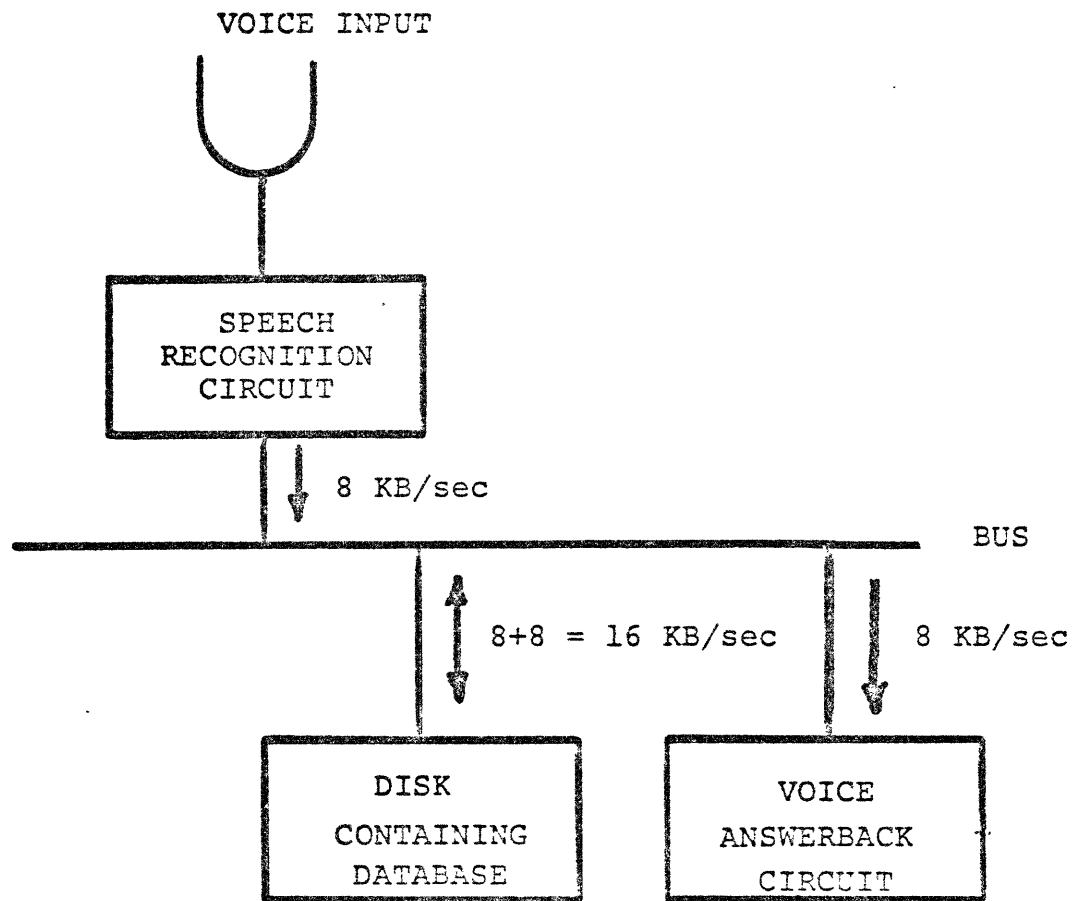 VOICE INPUT
SPEECH
RECOGNITION
CIRCUIT
8 KB/sec
BUS
8+8 = 16 KB/sec
8 KB/sec
DISK
CONTAINING
DATABASE
VOICE
ANSWERBACK
CIRCUIT